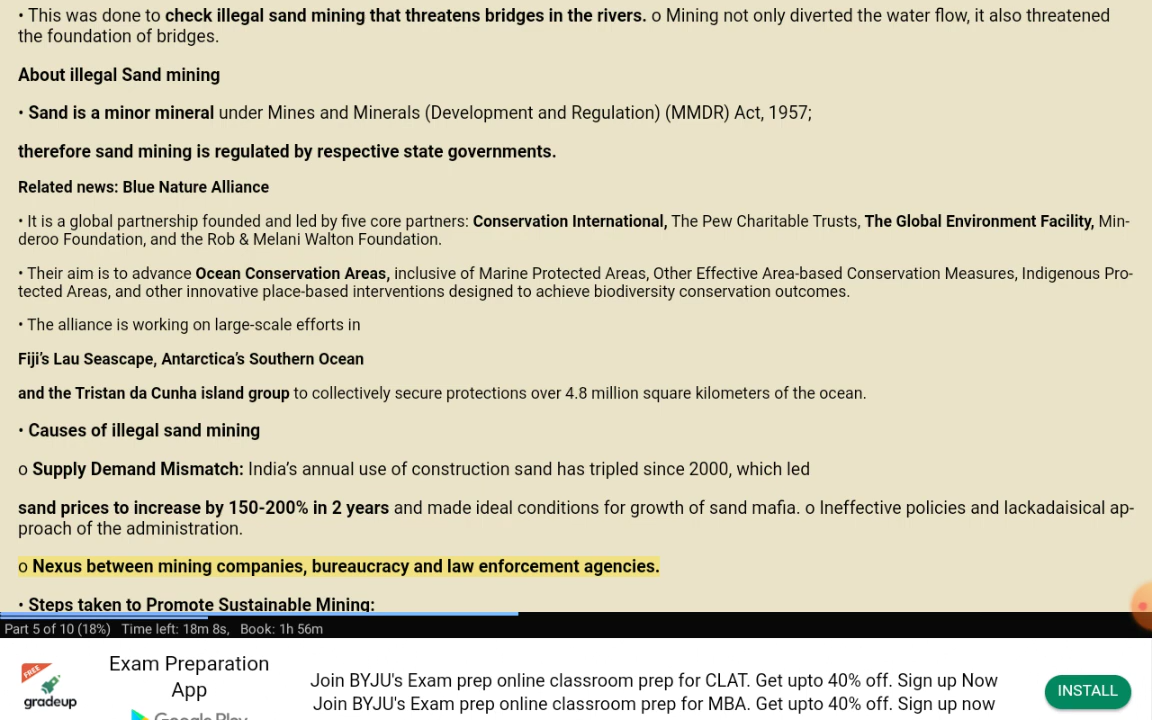 • This was done to check illegal sand mining that threatens bridges in the rivers. o Mining not only diverted the water flow, it also threatened
the foundation of bridges.
About illegal Sand mining
• Sand is a minor mineral under Mines and Minerals (Development and Regulation) (MMDR) Act, 1957;
therefore sand mining is regulated by respective state governments.
Related news: Blue Nature Alliance
• It is a global partnership founded and led by five core partners: Conservation International, The Pew Charitable Trusts, The Global Environment Facility, Min-
deroo Foundation, and the Rob & Melani Walton Foundation.
• Their aim is to advance Ocean Conservation Areas, inclusive of Marine Protected Areas, Other Effective Area-based Conservation Measures, Indigenous Pro-
tected Areas, and other innovative place-based interventions designed to achieve biodiversity conservation outcomes.
• The alliance is working on large-scale efforts in
Fiji’s Lau Seascape, Antarctica’s Southern Ocean
and the Tristan da Cunha island group to collectively secure protections over 4.8 million square kilometers of the ocean.
• Causes of illegal sand mining
o Supply Demand Mismatch: India’s annual use of construction sand has tripled since 2000, which led
sand prices to increase by 150-200% in 2 years and made ideal conditions for growth of sand mafia. o Ineffective policies and lackadaisical ap-
proach of the administration.
o Nexus between mining companies, bureaucracy and law enforcement agencies.
• Steps taken to Promote Sustainable Mining:
Part 5 of 10 (18%) Time left: 18m 8s, Book: 1h 56m
FREE
gradeup
Exam Preparation
App
Google Play
Join BYJU's Exam prep online classroom prep for CLAT. Get upto 40% off. Sign up Now
Join BYJU's Exam prep online classroom prep for MBA. Get upto 40% off. Sign up now
INSTALL